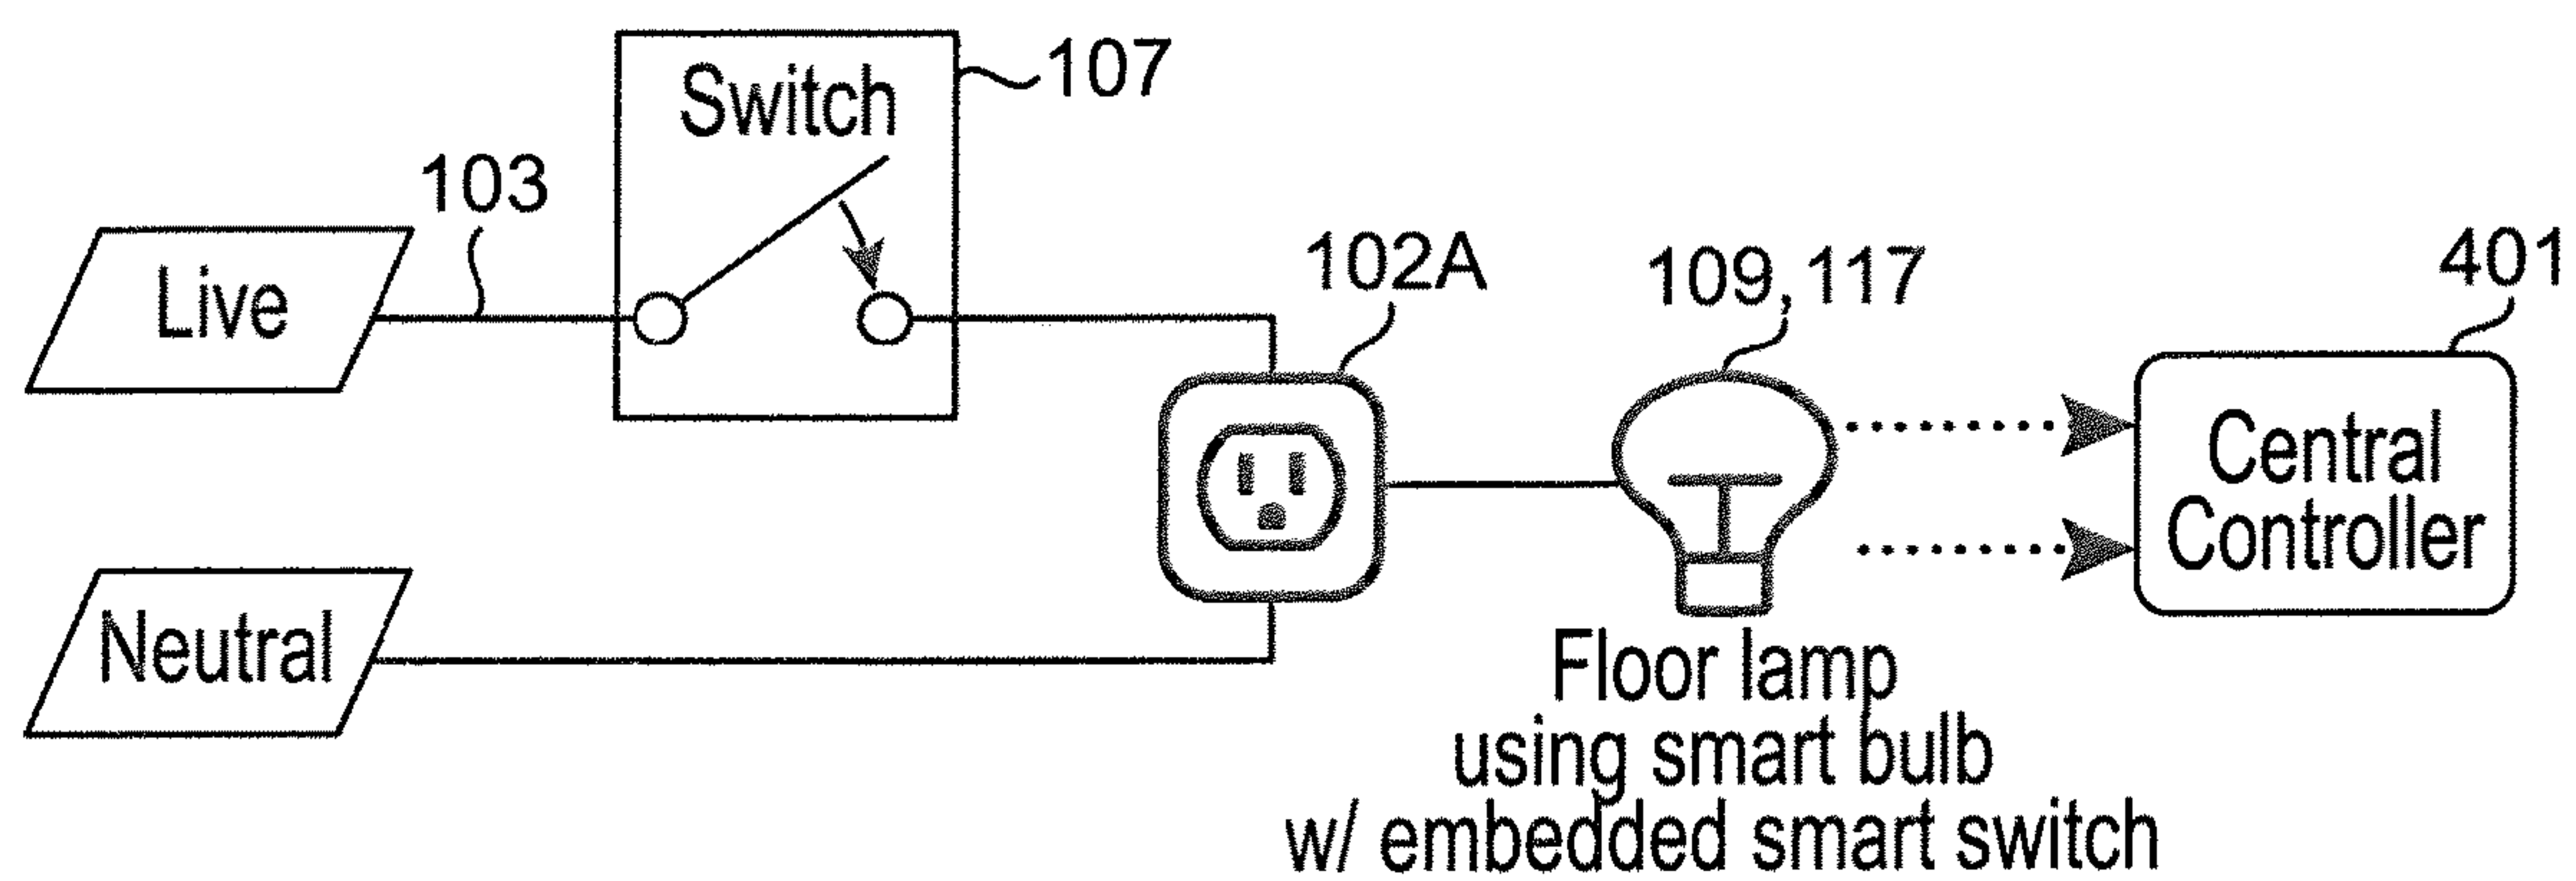 Switch
107
103
Live
102A
109,117
401
Central
Controller
Neutral
Floor lamp
using smart bulb
w/ embedded smart switch